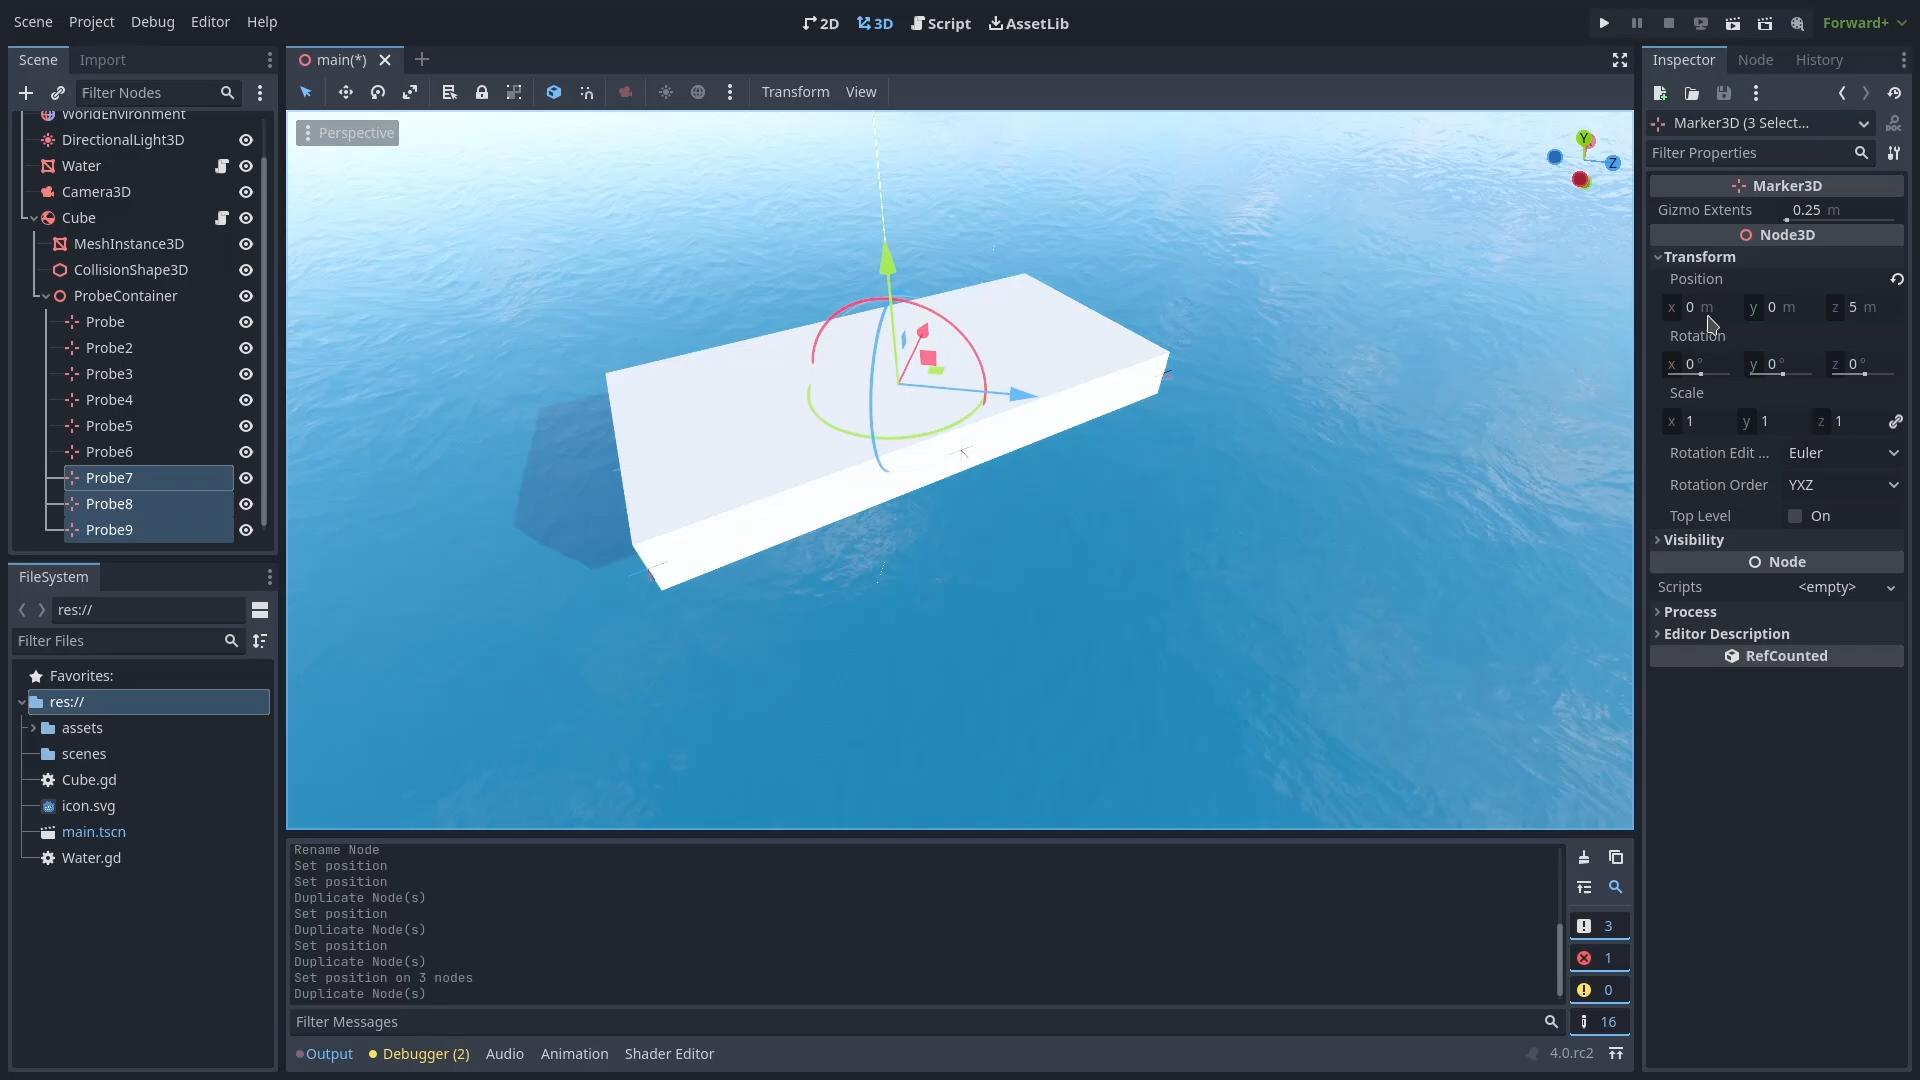 Scene Project Debug Editor Help
2D 3D Script AssetLib
Forward+
Scene Import
main(*)
Inspector Node History
Filter Nodes
Transform View
WorldEnvironment
DirectionalLight3D
Water
Camera3D
Cube
MeshInstance3D
CollisionShape3D
ProbeContainer
Probe
Probe2
Probe3
Probe4
Probe5
Probe6
Probe7
Probe8
Probe9
FileSystem
res://
Filter Files
Favorites:
res://
assets
scenes
Cube.gd
icon.svg
main.tscn
Water.gd
Perspective
Y
Z
Rename Node
Set position
Set position
Duplicate Node(s)
Set position
Duplicate Node(s)
Set position
Duplicate Node(s)
Set position on 3 nodes
Duplicate Node(s)
3
1
0
16
Filter Messages
Output Debugger (2) Audio Animation Shader Editor
4.0.rc2
Marker3D (3 Select...
DOC
Filter Properties
Marker3D
Gizmo Extents 0.25 m
Node3D
Transform
Position
x 0 m y 0 m z 5 m
Rotation
x 0 ° y 0 ° z 0 °
Scale
x 1 y 1 z 1
Rotation Edit ... Euler
Rotation Order YXZ
Top Level On
Visibility
Node
Scripts <empty>
Process
Editor Description
RefCounted